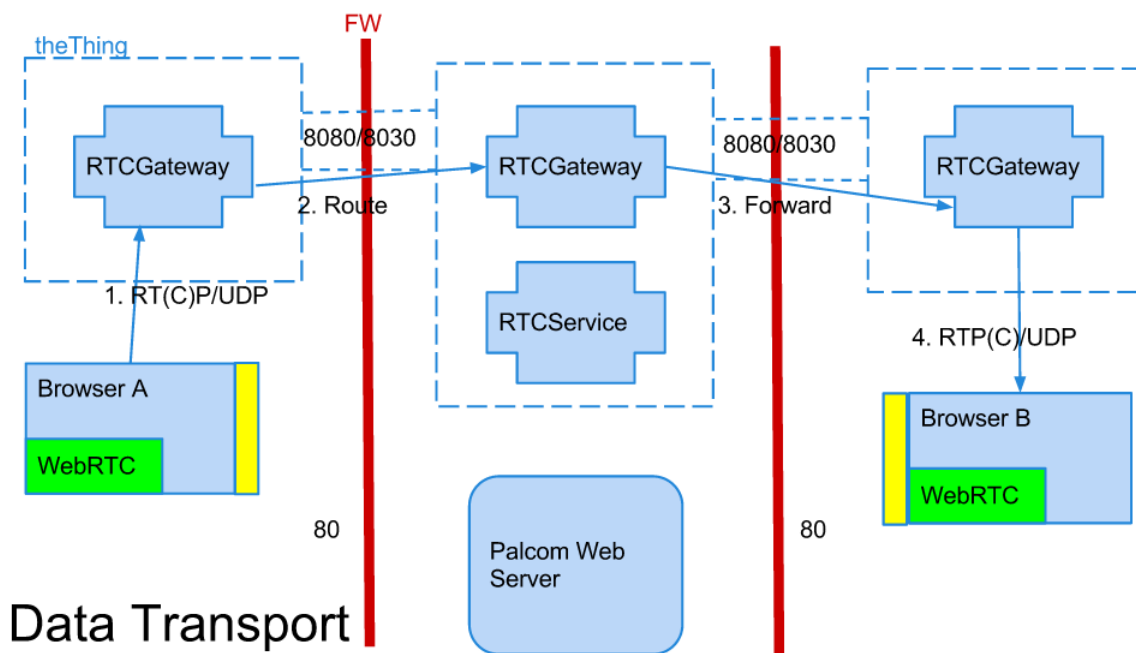 FW
theThing
8080/8030
8080/8030
RTCGateway
RTCGateway
RTCGateway
2. Route
3. Forward
1. RT(C)P/UDP
RTCService
4. RTP(C)/UDP
Browser A
Browser B
WebRTC
WebRTC
80
80
Palcom Web
Server
Data Transport